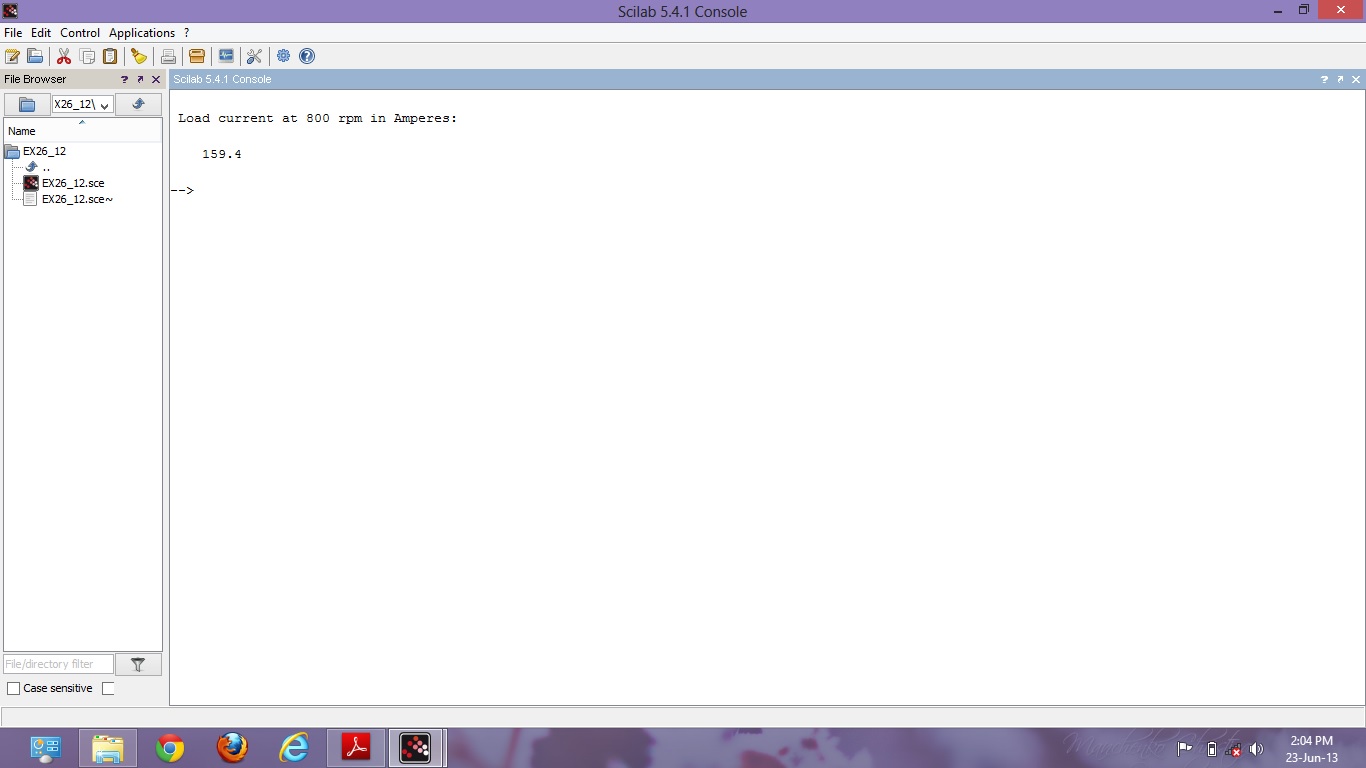 Scilab 5.4.1 Console
File Edit Control Applications ?
File Browser ? Scilab 5.4.1 Console ?
X26_12\
Name
EX26_12
..
EX26_12.sce
EX26_12.sce~
Load current at 800 rpm in Amperes:
159.4
-->
File/directory filter
Case sensitive
2:04 PM
23-Jun-13